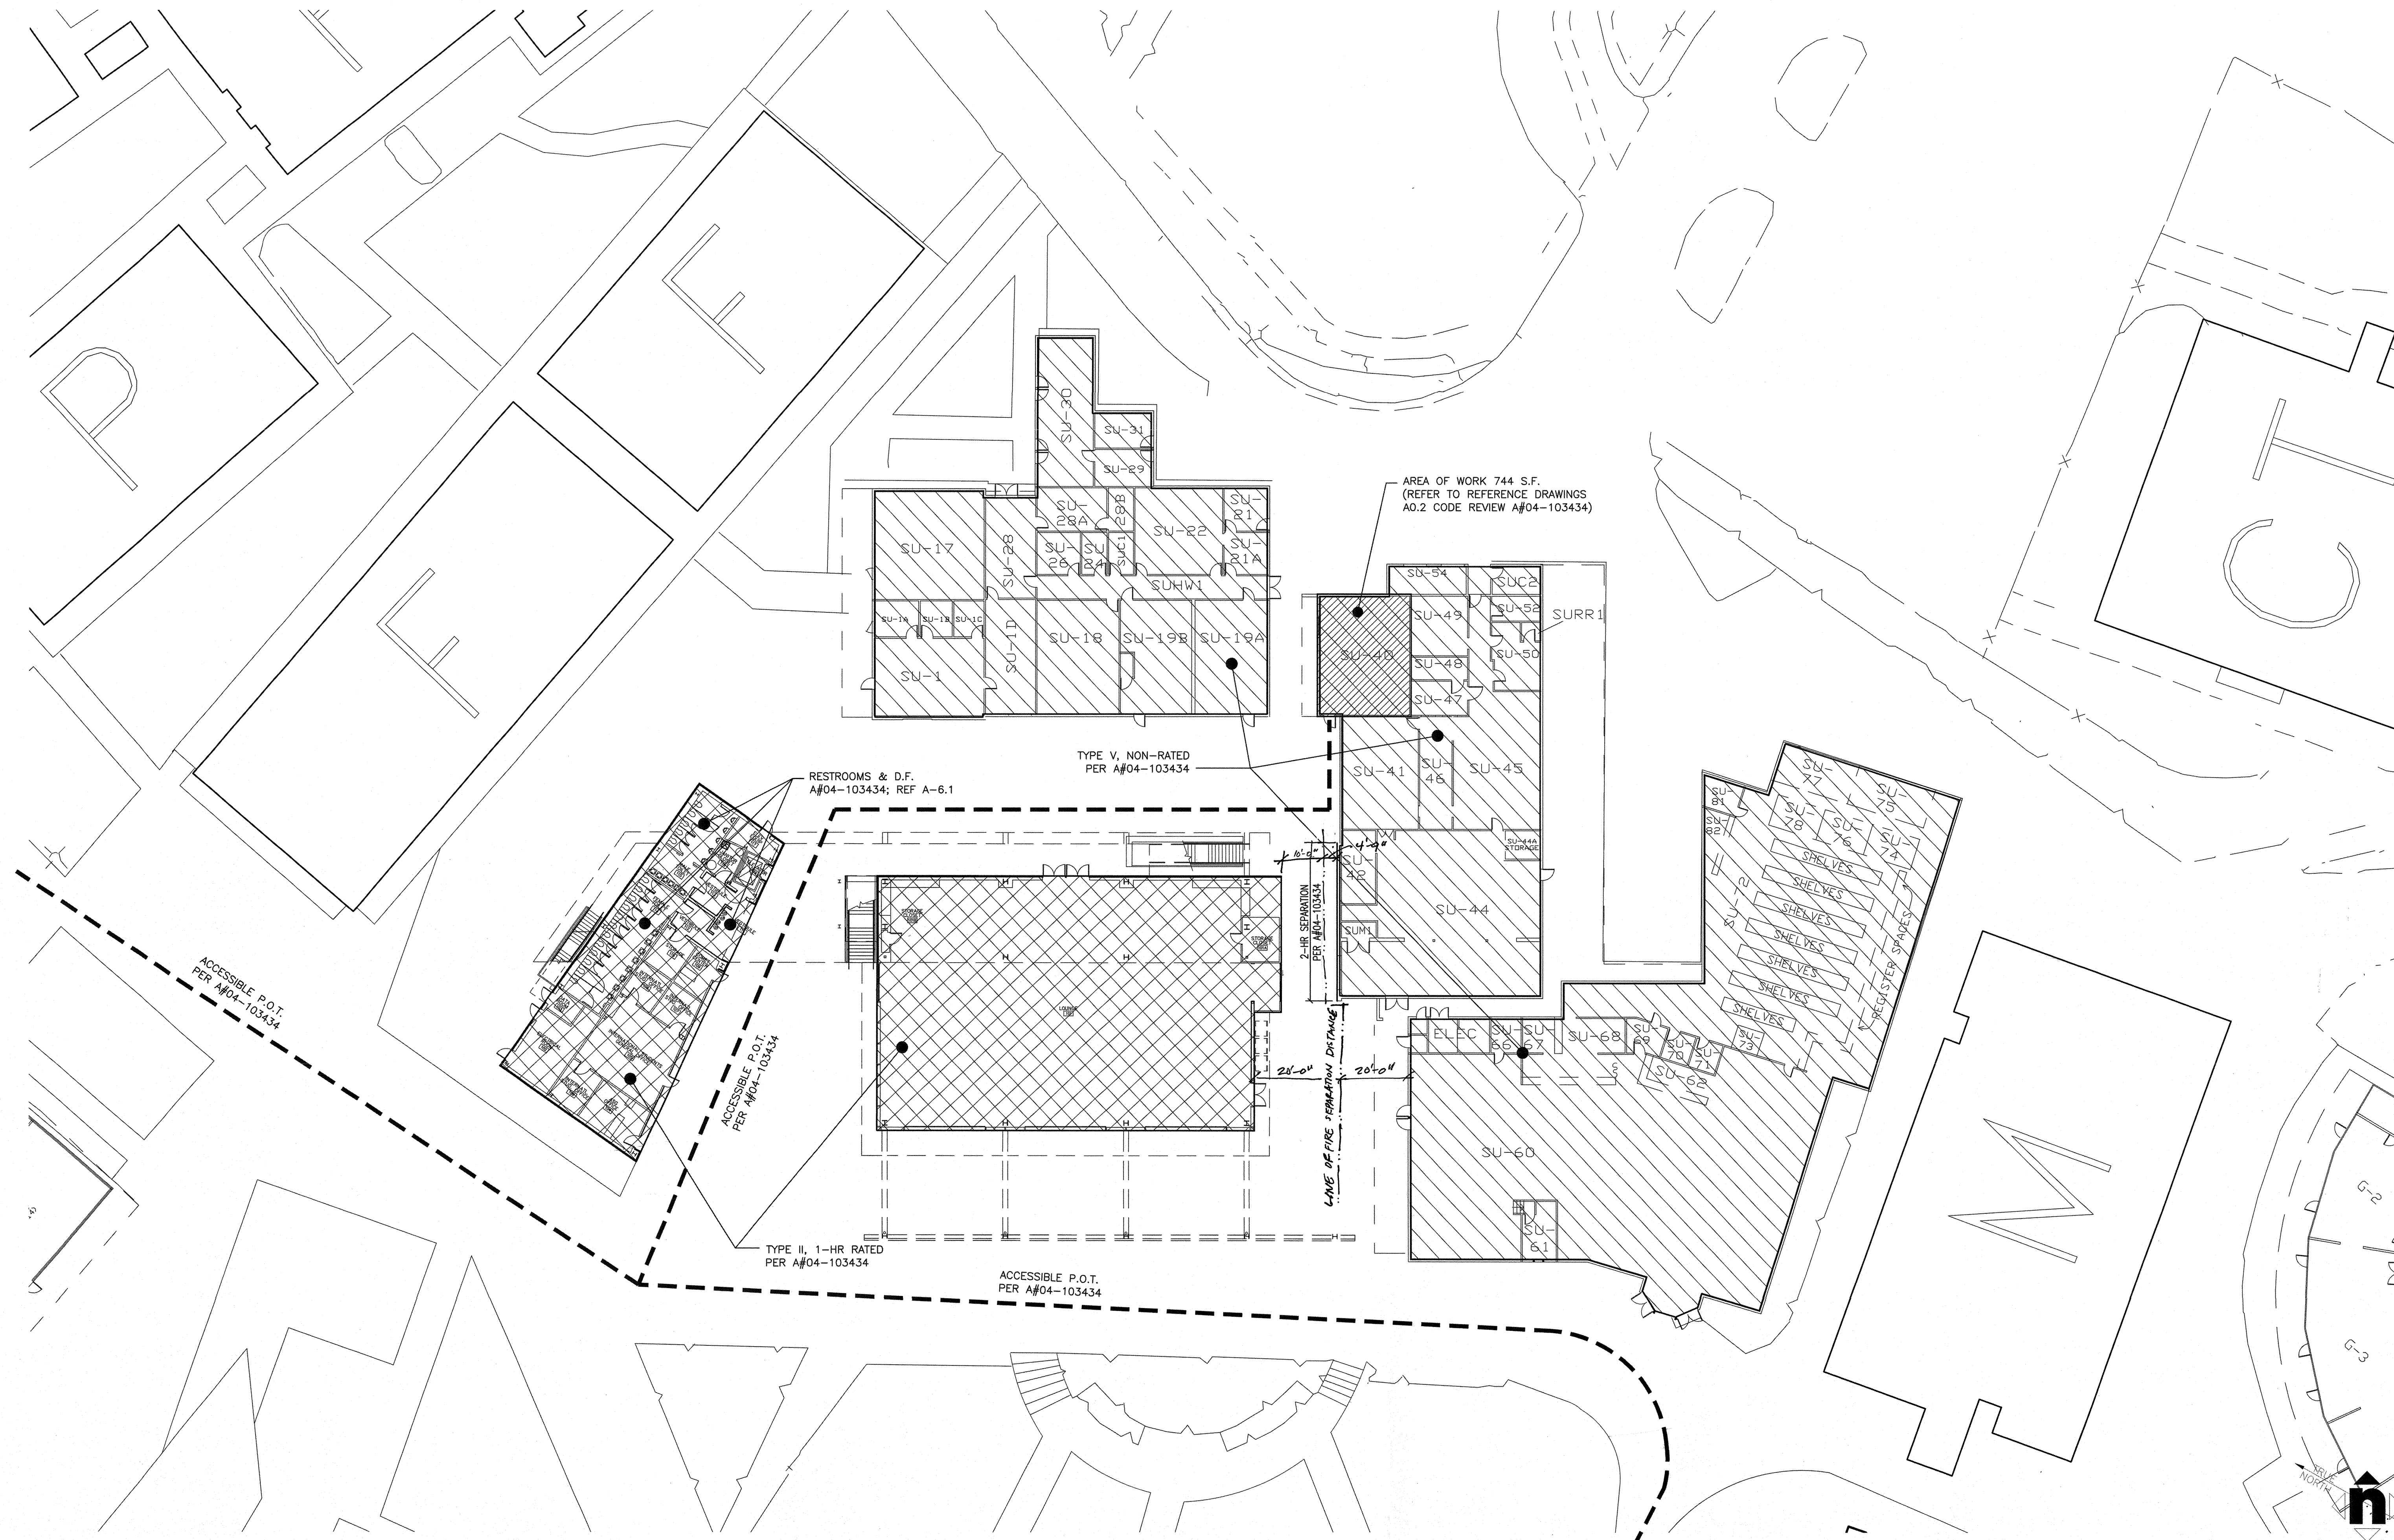 P
F
F
C T
M
SU-30
SU-31
SU-29
SU-
28A
28B
SUC1
SU-
21
SU-22
SU-
21A
SU-17
SU-28
SU-
26
SU
24
SUHW1
SU-1A
SU-1B
SU-1C
SU-1D
SU-18
SU-19B
SU-19A
SU-1
AREA OF WORK 744 S.F.
(REFER TO REFERENCE DRAWINGS
A0.2 CODE REVIEW A#04-103434)
SU-54
SUC2
SU-52
SURR1
SU-49
SU-40
SU-50
SU-48
SU-47
TYPE V, NON-RATED
PER A#04-103434
SU-41
SU-
46
SU-45
SU-44A
STORAGE
SU-
42
SU-44
SUM1
10'-0"
4'-0"
2-HR SEPARATION
PER A#04-103434
RESTROOMS & D.F.
A#04-103434; REF A-6.1
STORAGE
CLOSET
STORAGE
CLOSET
LOUNGE
ACCESSIBLE P.O.T.
PER A#04-103434
ACCESSIBLE P.O.T.
PER A#04-103434
LINE OF FIRE SEPARATION DISTANCE
20'-0"
20'-0"
SU-
77
SU-
75
SU-
81
SU-
82
SU-
78
SU-
76
SU-
74
SHELVES
SHELVES
SHELVES
SHELVES
SHELVES
SHELVES
SHELVES
SU-72
REGISTER SPACES
ELEC
SU-
66
SU-
67
SU-68
SU-
69
SU-
70
SU-
71
SU-
73
SU-62
SU-60
SU-
61
TYPE II, 1-HR RATED
PER A#04-103434
ACCESSIBLE P.O.T.
PER A#04-103434
G-2
G-3
TRUE
NORTH
n